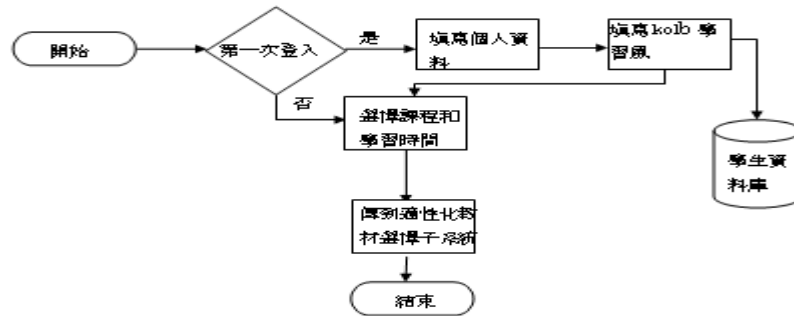 開始
第一次登入
是
填寫個人資
料
填寫kolb 學
習風
否
選擇課程和
學習時間
學生資
料庫
傳到適性化教
材選擇子系統
結束